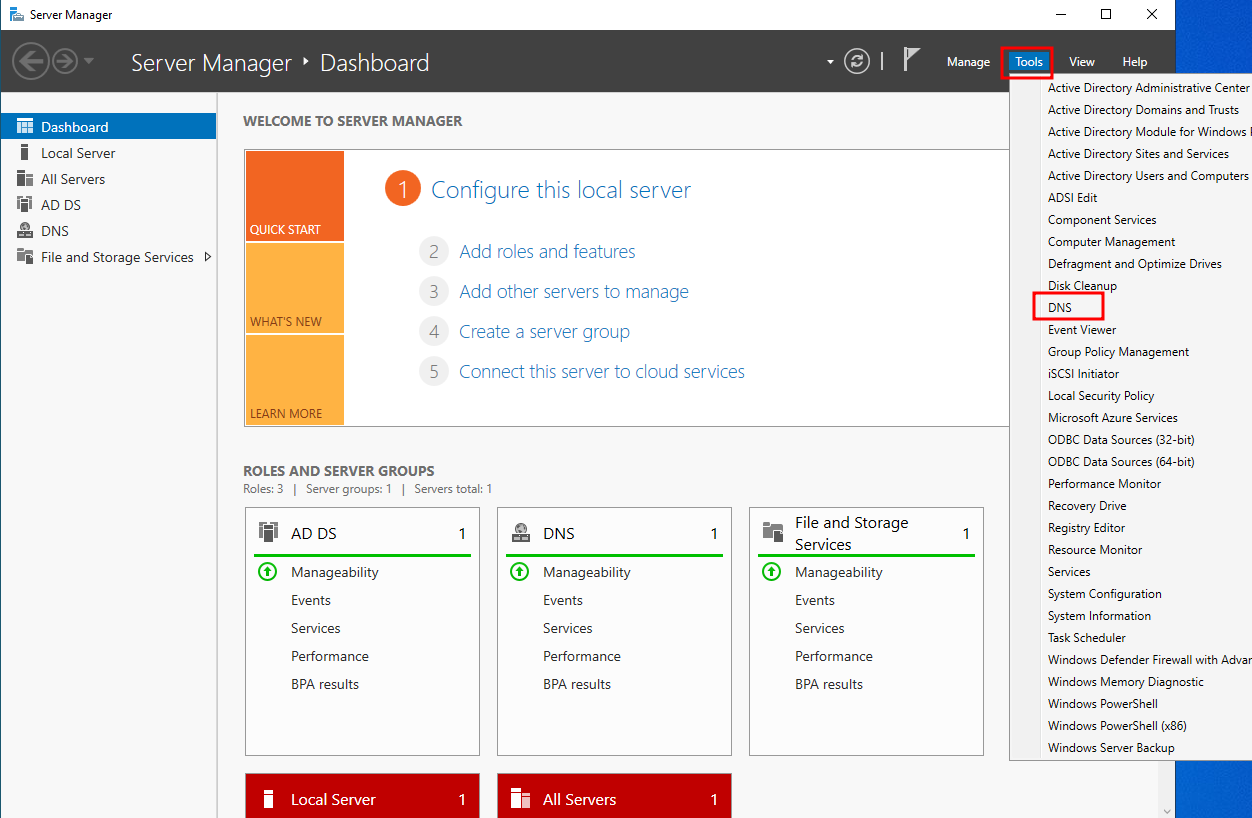 Server Manager
Server Manager ‣ Dashboard
Manage
Tools
View
Help
Dashboard
Local Server
All Servers
AD DS
DNS
File and Storage Services
WELCOME TO SERVER MANAGER
QUICK START
WHAT'S NEW
LEARN MORE
1 Configure this local server
2 Add roles and features
3 Add other servers to manage
4 Create a server group
5 Connect this server to cloud services
ROLES AND SERVER GROUPS
Roles: 3 | Server groups: 1 | Servers total: 1
AD DS 1
Manageability
Events
Services
Performance
BPA results
DNS 1
Manageability
Events
Services
Performance
BPA results
File and Storage
Services 1
Manageability
Events
Services
Performance
BPA results
Local Server 1
All Servers 1
Active Directory Administrative Center
Active Directory Domains and Trusts
Active Directory Module for Windows
Active Directory Sites and Services
Active Directory Users and Computers
ADSI Edit
Component Services
Computer Management
Defragment and Optimize Drives
Disk Cleanup
DNS
Event Viewer
Group Policy Management
iSCSI Initiator
Local Security Policy
Microsoft Azure Services
ODBC Data Sources (32-bit)
ODBC Data Sources (64-bit)
Performance Monitor
Recovery Drive
Registry Editor
Resource Monitor
Services
System Configuration
System Information
Task Scheduler
Windows Defender Firewall with Advan
Windows Memory Diagnostic
Windows PowerShell
Windows PowerShell (x86)
Windows Server Backup